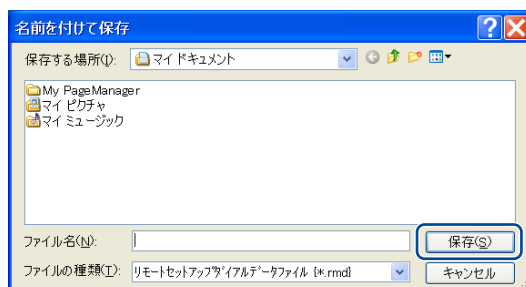 名前を付けて保存
保存する場所(I): マイ ドキュメント
My PageManager
マイ ピクチャ
マイ ミュージック
ファイル名(N): 保存(S)
ファイルの種類(T): リモートセットアップダイアルデータファイル (*.rmd) キャンセル